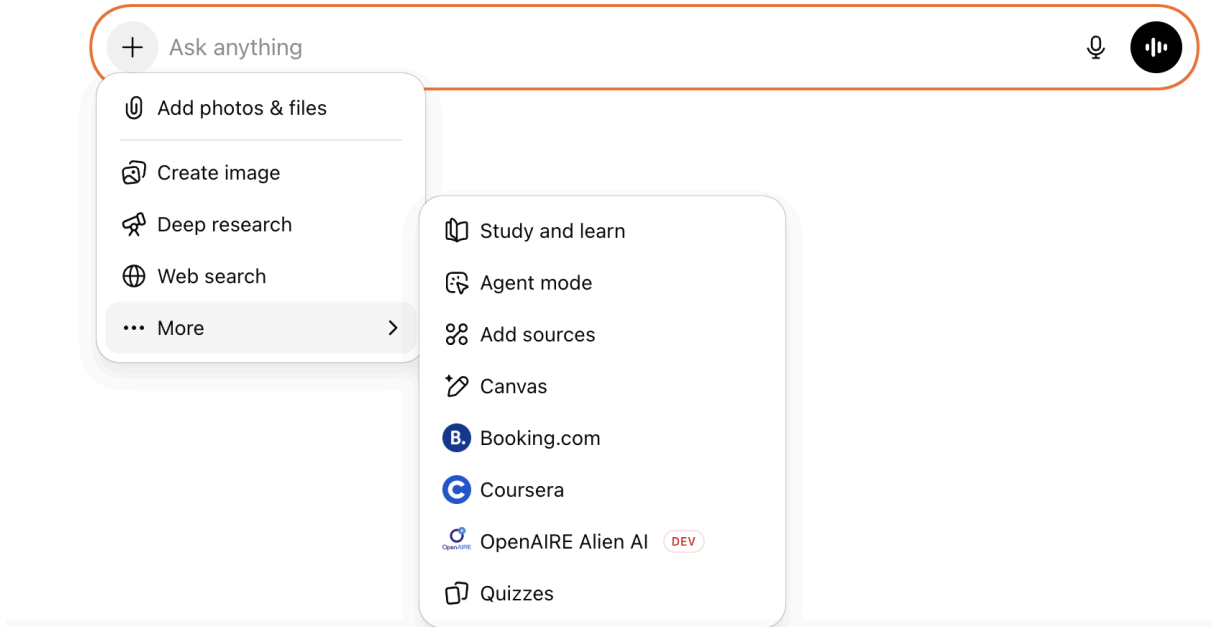 Ask anything
Add photos & files
Create image
Deep research
Web search
More
Study and learn
Agent mode
Add sources
Canvas
B. Booking.com
Coursera
OpenAIRE OpenAIRE Alien AI DEV
Quizzes